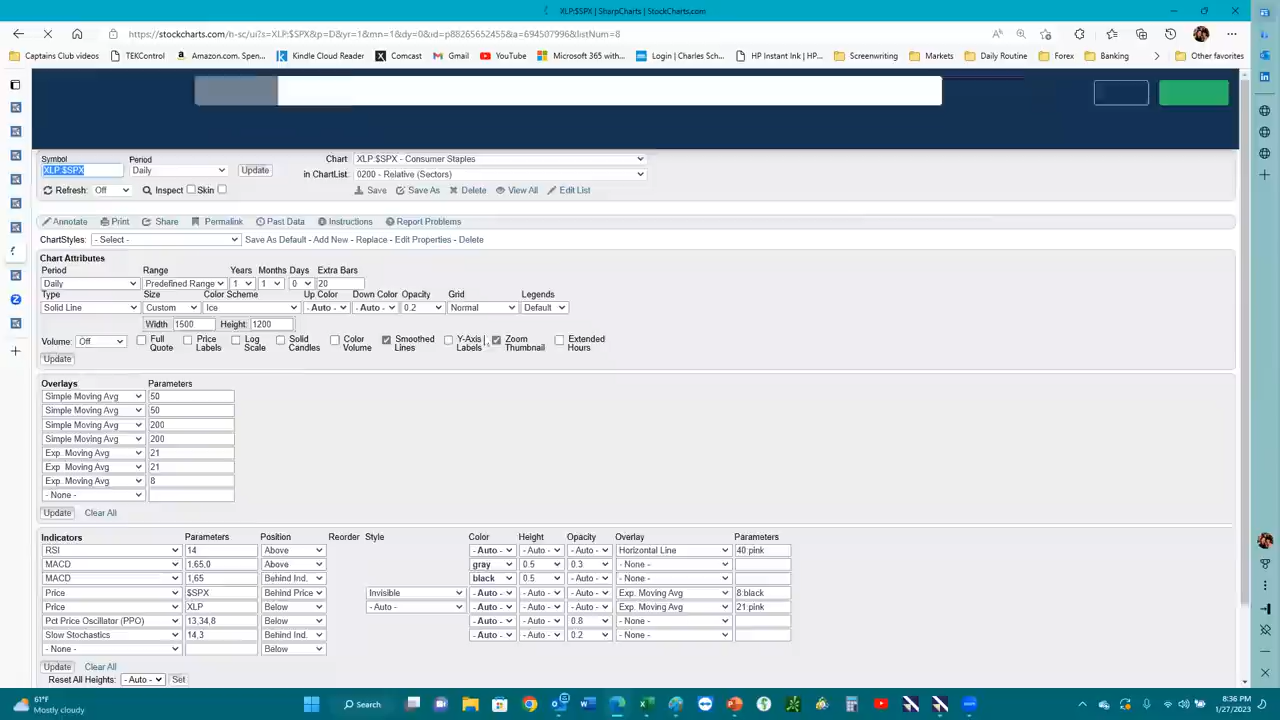 XLP:$SPX | SharpCharts | StockCharts.com
https://stockcharts.com/h-sc/ui?s=XLP:$SPX&p=D&yr=1&mn=1&dy=0&id=p88265652455&a=694507996&listNum=8
Captains Club videos TEKControl Amazon.com. Spen... Kindle Cloud Reader Comcast Gmail YouTube Microsoft 365 with... Login | Charles Sch... HP Instant Ink | HP... Screenwriting Markets Daily Routine Forex Banking Other favorites
Symbol Period Chart XLP:$SPX - Consumer Staples
XLP:$SPX Daily Update in ChartList: 0200 - Relative (Sectors)
Refresh: Off Inspect Skin Save Save As Delete View All Edit List
Annotate Print Share Permalink Past Data Instructions Report Problems
ChartStyles: - Select - Save As Default - Add New - Replace - Edit Properties - Delete
Chart Attributes
Period Range Years Months Days Extra Bars
Daily Predefined Range 1 1 0 20
Type Size Color Scheme Up Color Down Color Opacity Grid Legends
Solid Line Custom Ice - Auto - - Auto - 0.2 Normal Default
Width 1500 Height: 1200
Volume: Off Full Quote Price Labels Log Scale Solid Candles Color Volume Smoothed Lines Y-Axis Labels Zoom Thumbnail Extended Hours
Update
Overlays Parameters
Simple Moving Avg 50
Simple Moving Avg 50
Simple Moving Avg 200
Simple Moving Avg 200
Exp. Moving Avg 21
Exp Moving Avg 21
Exp. Moving Avg 8
- None -
Update Clear All
Indicators Parameters Position Reorder Style Color Height Opacity Overlay Parameters
RSI 14 Above - Auto - - Auto - - Auto - Horizontal Line 40 pink
MACD 1,65,0 Above gray 0.5 0.3 - None -
MACD 1,65 Behind Ind. black 0.5 - Auto - - None -
Price $SPX Behind Price Invisible - Auto - - Auto - - Auto - Exp. Moving Avg 8 black
Price XLP Below - Auto - - Auto - - Auto - - Auto - Exp. Moving Avg 21 pink
Pct Price Oscillator (PPO) 13,34,8 Below - Auto - - Auto - 0.8 - None -
Slow Stochastics 14,3 Behind Ind. - Auto - - Auto - 0.2 - None -
- None - Below
Update Clear All
Reset All Heights: - Auto - Set
61°F
Mostly cloudy
Search
8:36 PM
1/27/2023